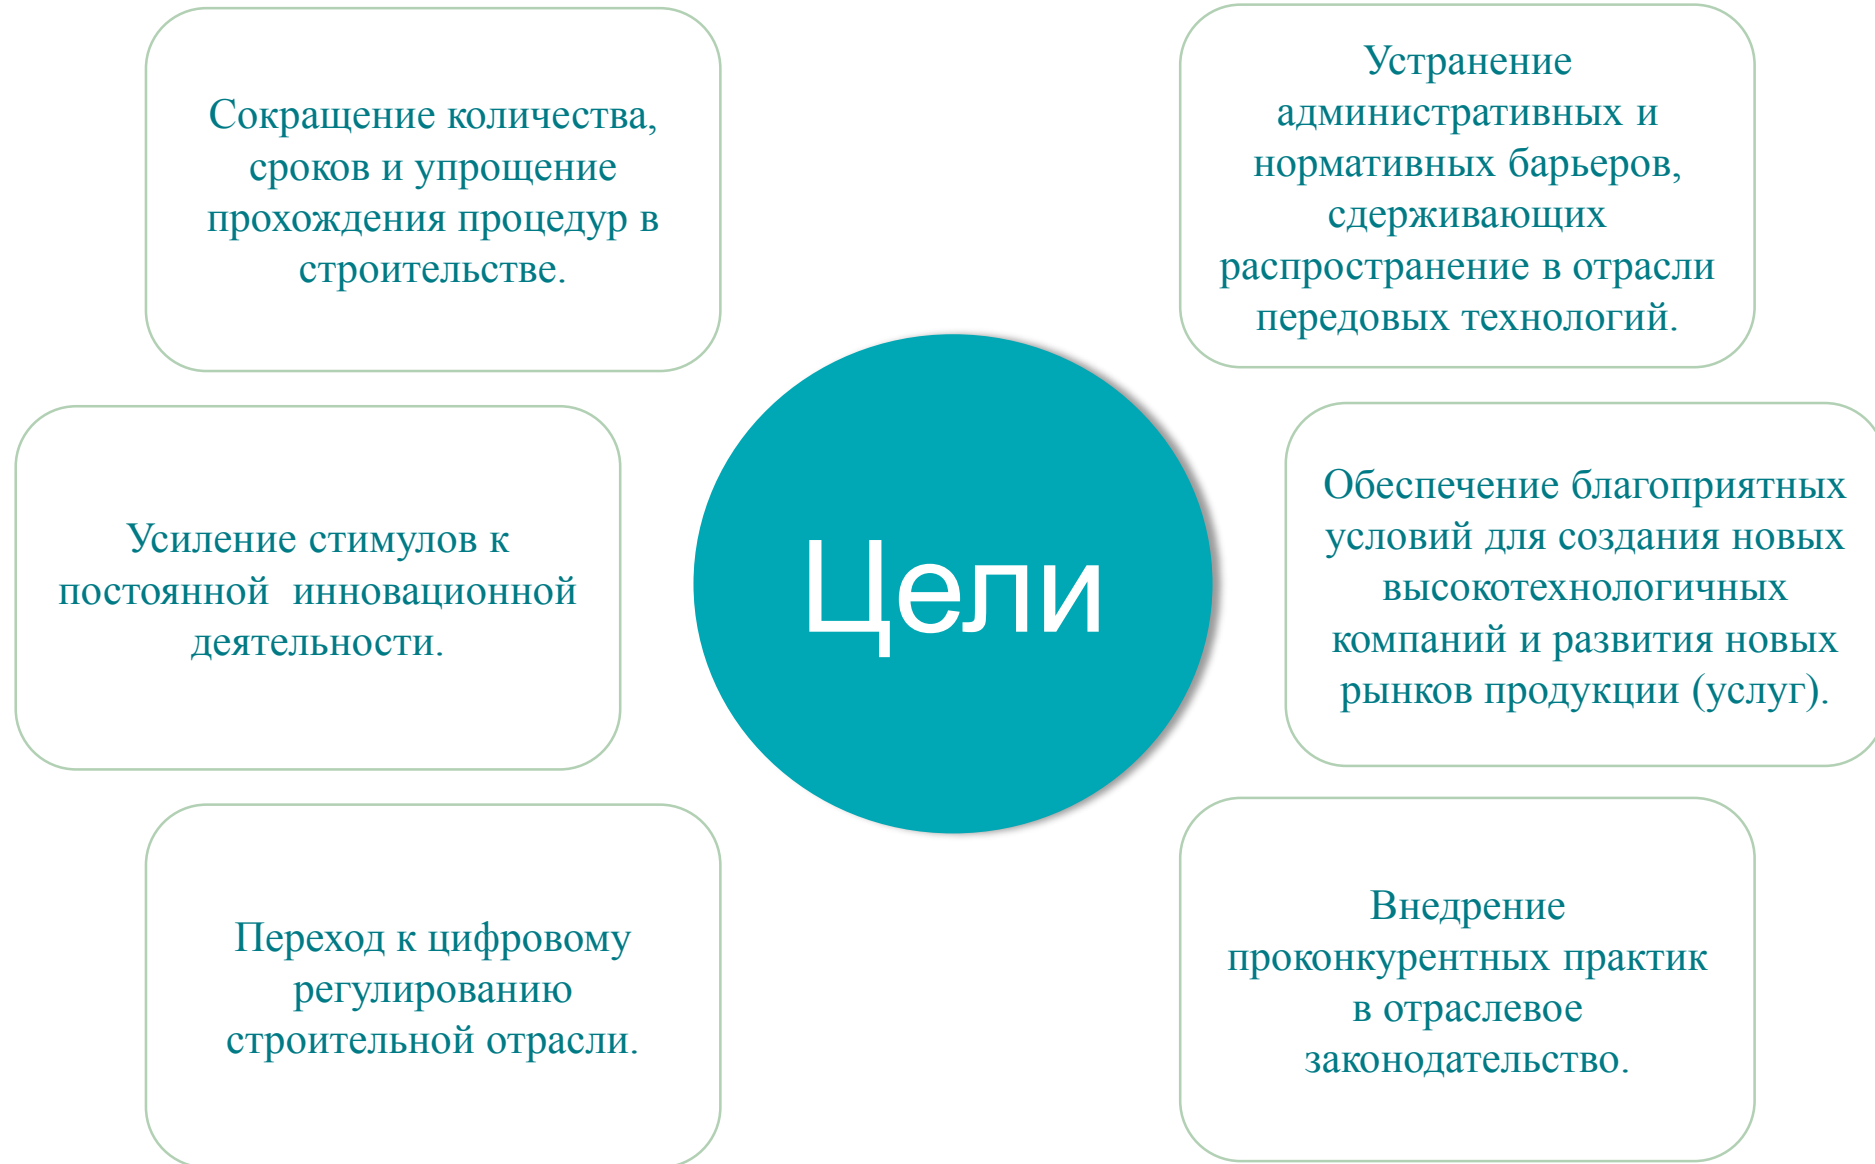 Сокращение количества,
сроков и упрощение
прохождения процедур в
строительстве.
Устранение
административных и
нормативных барьеров,
сдерживающих
распространение в отрасли
передовых технологий.
Усиление стимулов к
постоянной  инновационной
деятельности.
Цели
Обеспечение благоприятных
условий для создания новых
высокотехнологичных
компаний и развития новых
рынков продукции (услуг).
Переход к цифровому
регулированию
строительной отрасли.
Внедрение
проконкурентных практик
в отраслевое
законодательство.